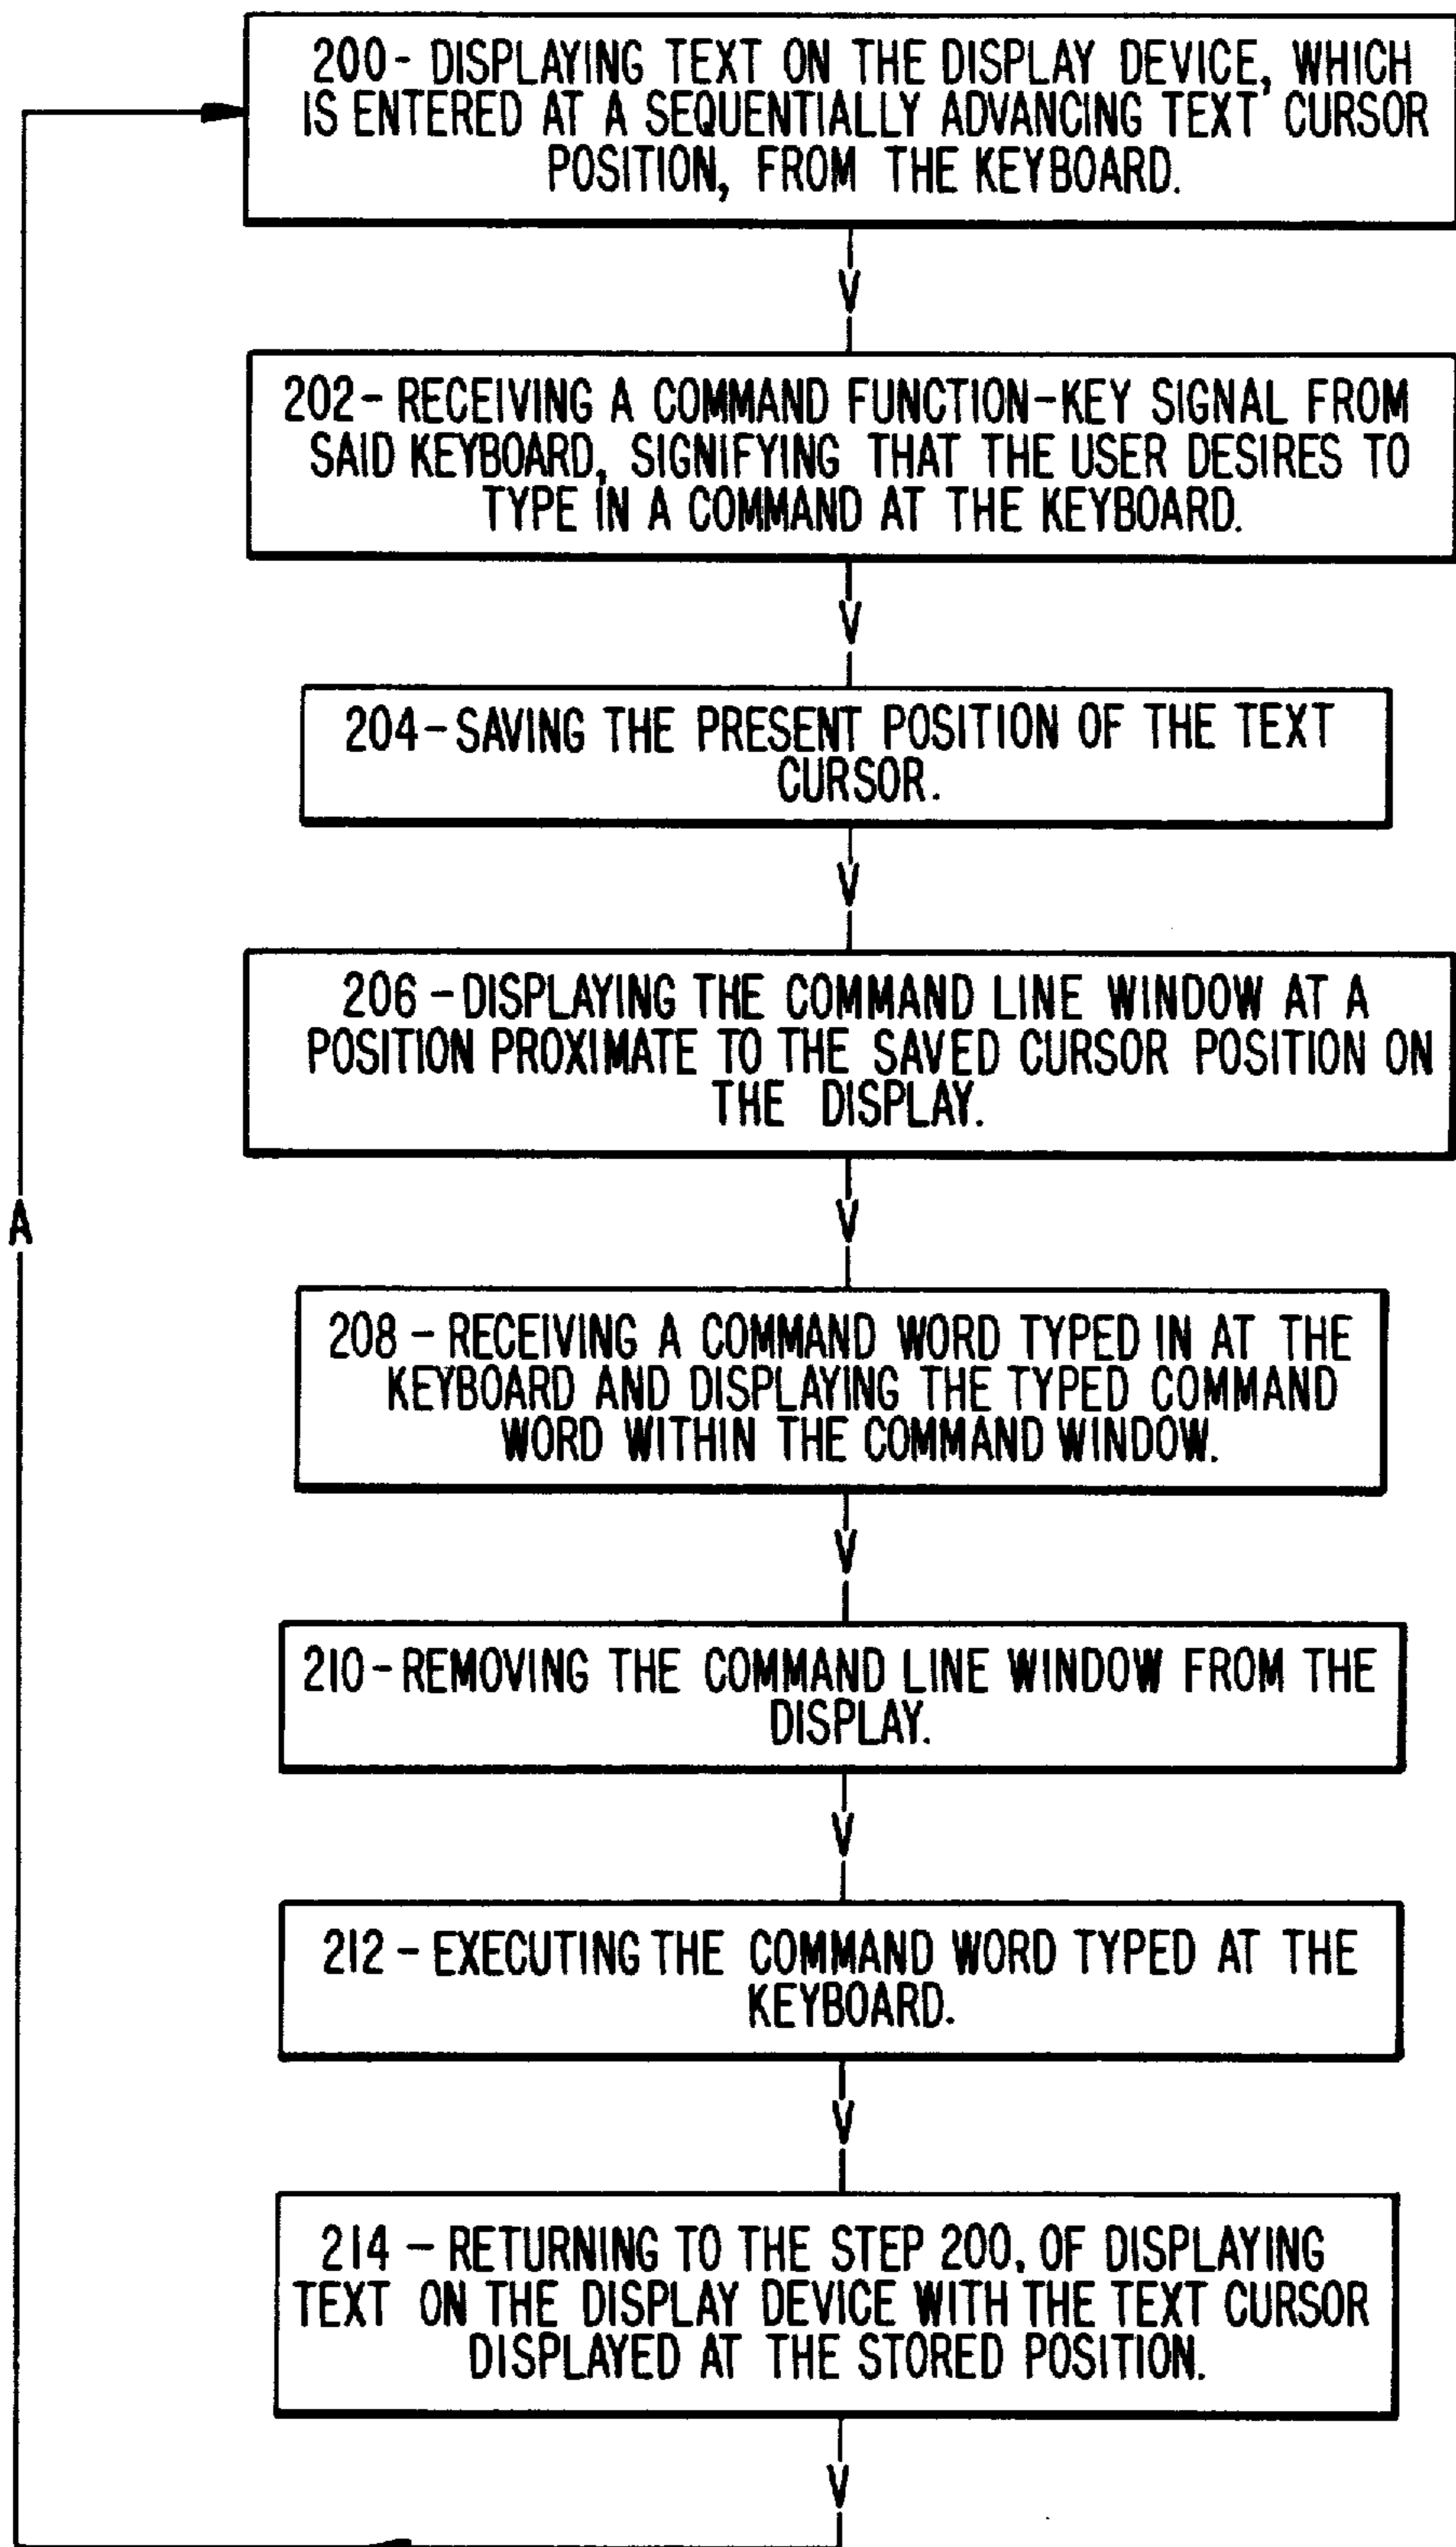 200- DISPLAYING TEXT ON THE DISPLAY DEVICE, WHICH
IS ENTERED AT A SEQUENTIALLY ADVANCING TEXT CURSOR
POSITION, FROM THE KEYBOARD.
V
202- RECEIVING A COMMAND FUNCTION-KEY SIGNAL FROM
SAID KEYBOARD, SIGNIFYING THAT THE USER DESIRES TO
TYPE IN A COMMAND AT THE KEYBOARD.
V
204-SAVING THE PRESENT POSITION OF THE TEXT
CURSOR.
V
206 -DISPLAYING THE COMMAND LINE WINDOW AT A
POSITION PROXIMATE TO THE SAVED CURSOR POSITION ON
THE DISPLAY.
V
A
208 - RECEIVING A COMMAND WORD TYPED IN AT THE
KEYBOARD AND DISPLAYING THE TYPED COMMAND
WORD WITHIN THE COMMAND WINDOW.
V
210-REMOVING THE COMMAND LINE WINDOW FROM THE
DISPLAY.
V
212 - EXECUTING THE COMMAND WORD TYPED AT THE
KEYBOARD.
V
214 - RETURNING TO THE STEP 200, OF DISPLAYING
TEXT ON THE DISPLAY DEVICE WITH THE TEXT CURSOR
DISPLAYED AT THE STORED POSITION.
V